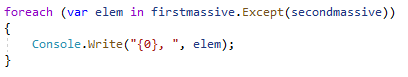 foreach (var elem in firstmassive.Except(secondmassive))
{
    Console.Write("{0}, ", elem);
}